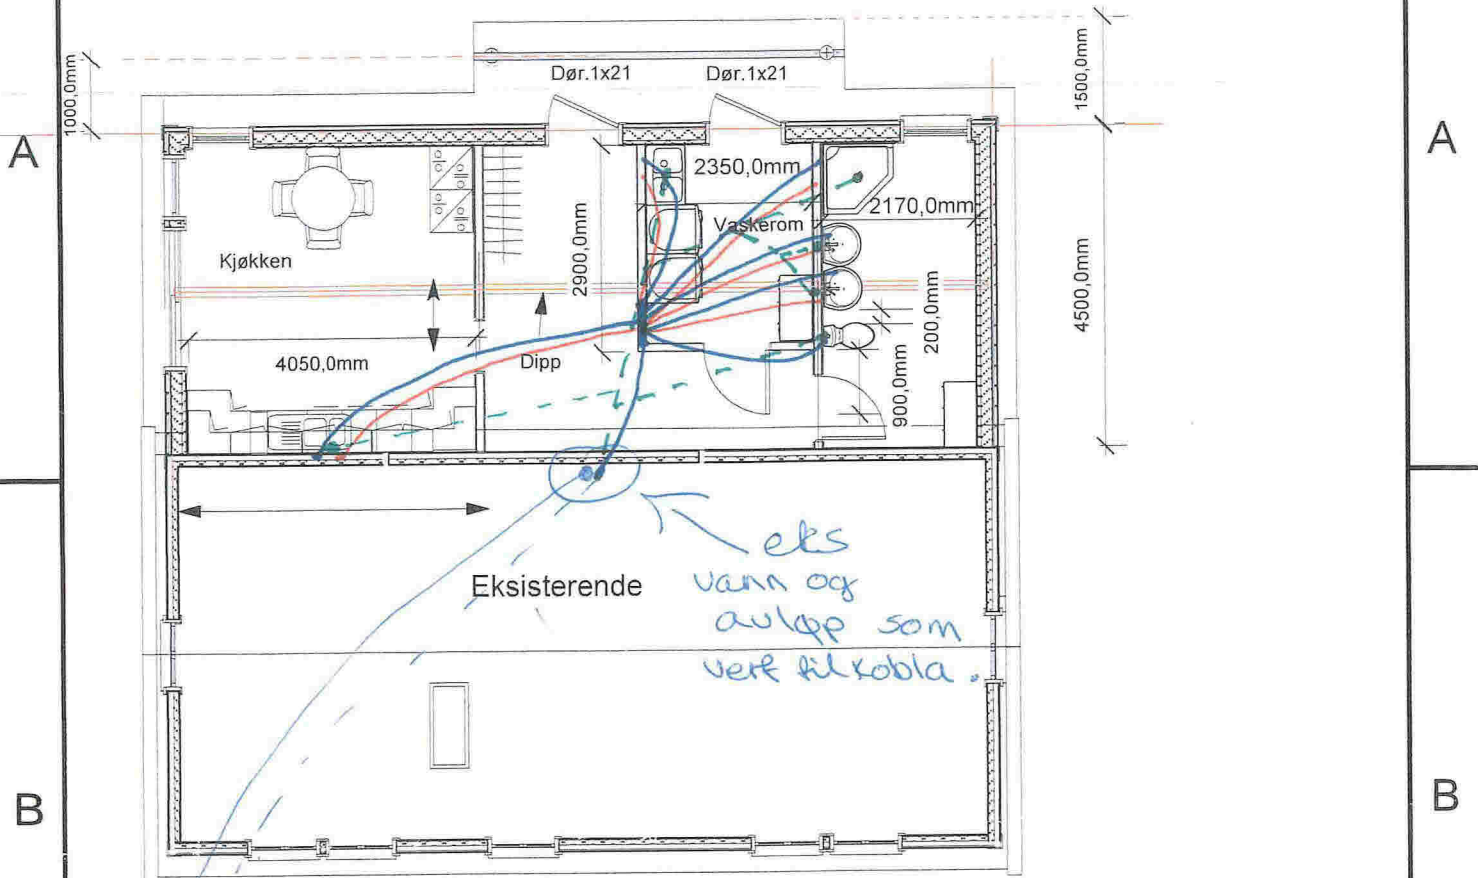 1000,0mm
Dør.1x21
Dør.1x21
1500,0mm
A
A
2350,0mm
2170,0mm
Vaskerom
Kjøkken
2900,0mm
200,0mm
4500,0mm
4050,0mm
Dipp
900,0mm
eks
Eksisterende
vann og
avløp som
vert tilkobla.
B
B